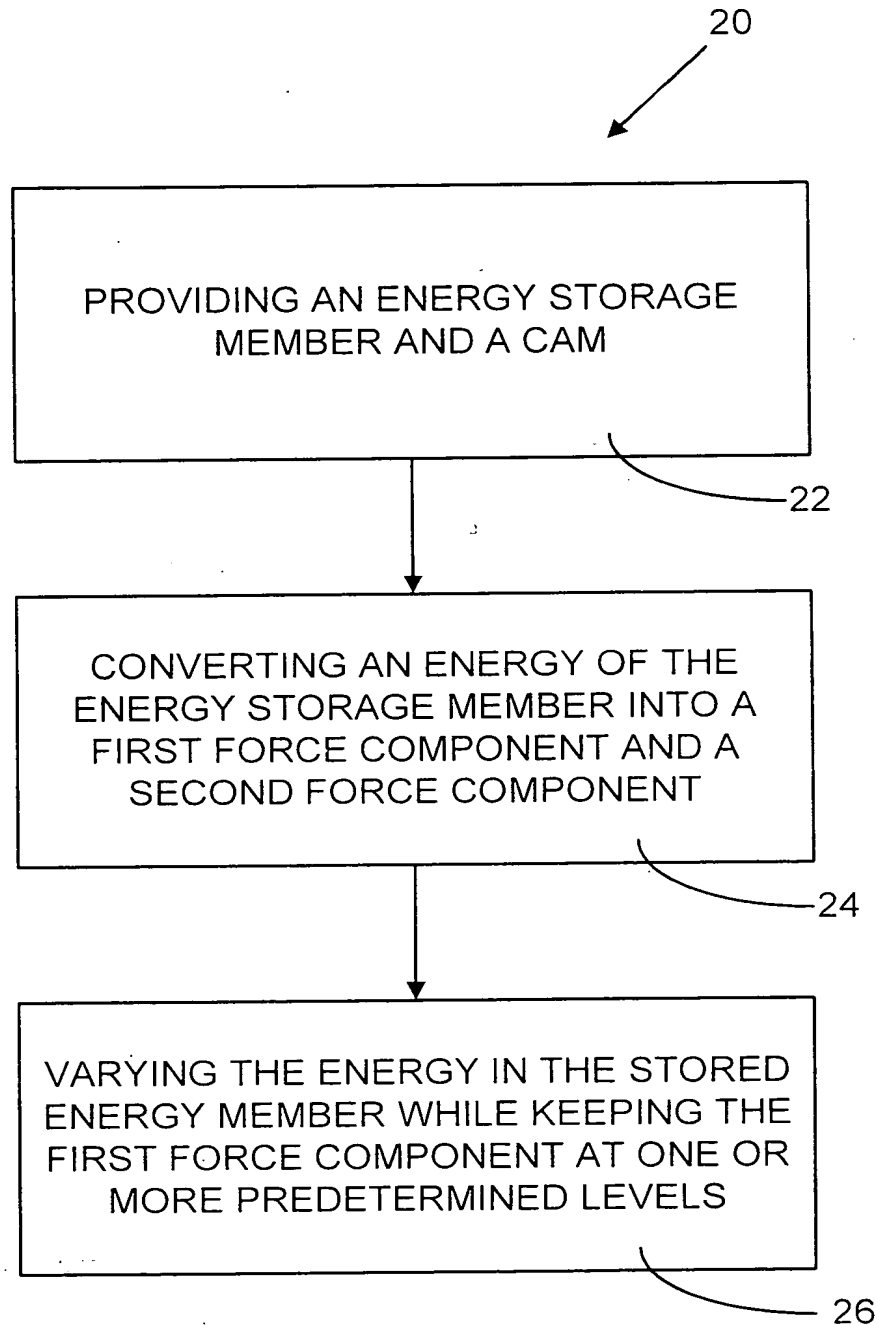 20
PROVIDING AN ENERGY STORAGE
MEMBER AND A CAM
22
CONVERTING AN ENERGY OF THE
ENERGY STORAGE MEMBER INTO A
FIRST FORCE COMPONENT AND A
SECOND FORCE COMPONENT
24
VARYING THE ENERGY IN THE STORED
ENERGY MEMBER WHILE KEEPING THE
FIRST FORCE COMPONENT AT ONE OR
MORE PREDETERMINED LEVELS
26